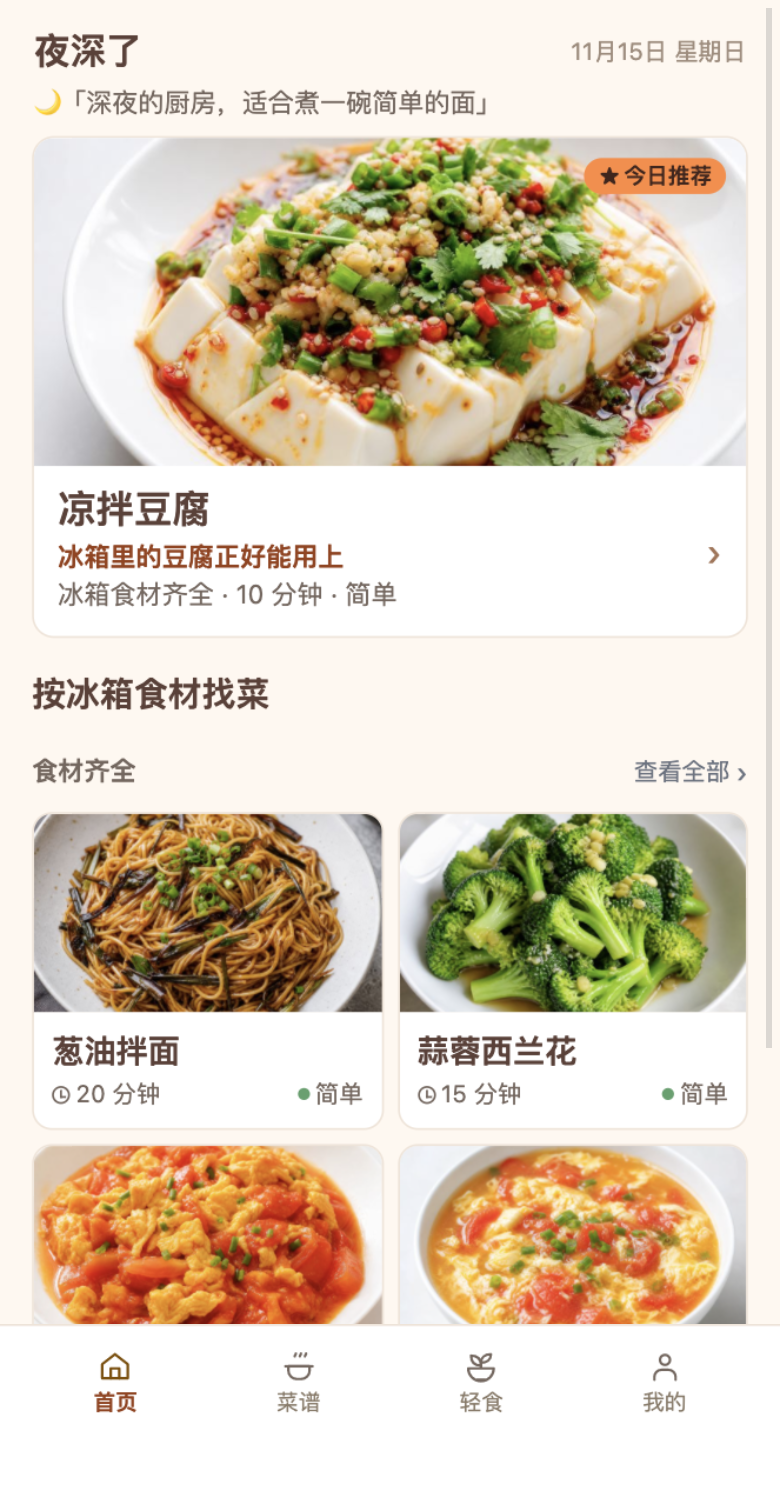 夜深了
11月15日 星期日
🌙「深夜的厨房，适合煮一碗简单的面」
★ 今日推荐
凉拌豆腐
冰箱里的豆腐正好能用上
冰箱食材齐全 · 10 分钟 · 简单
按冰箱食材找菜
食材齐全
查看全部 ›
葱油拌面
20 分钟
简单
蒜蓉西兰花
15 分钟
简单
首页
菜谱
轻食
我的